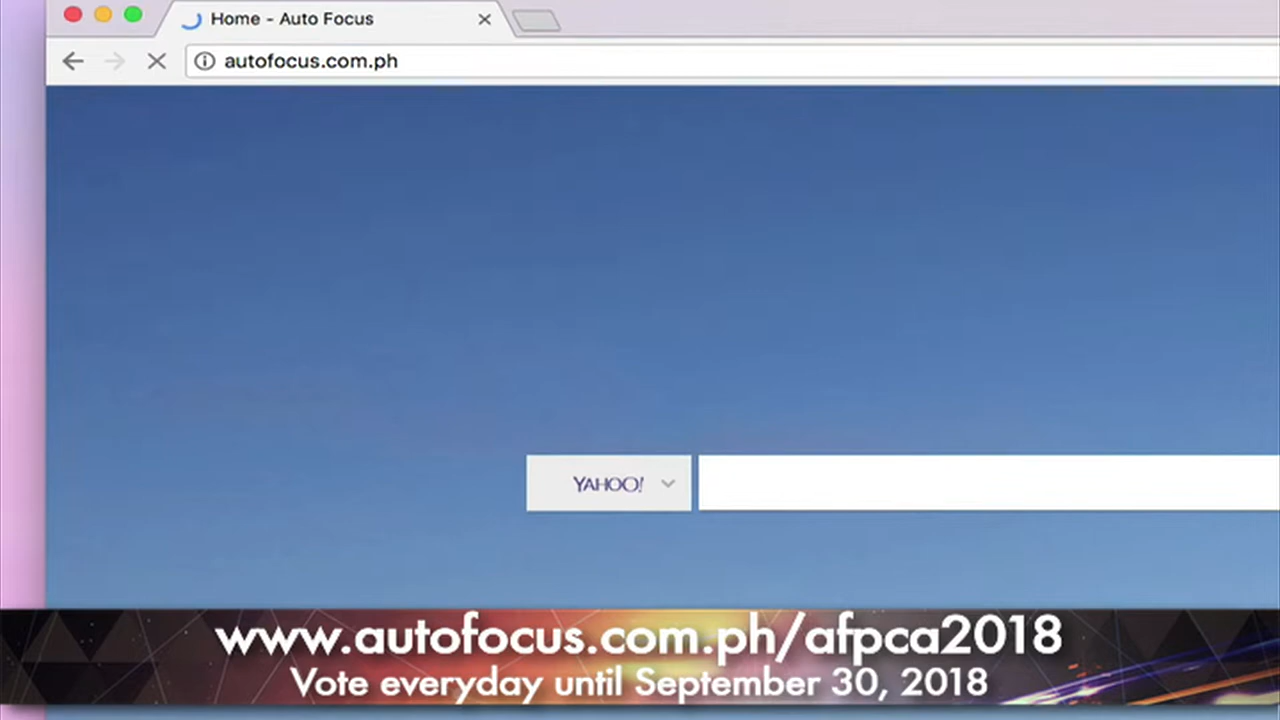 Home - Auto Focus
autofocus.com.ph
YAHOO!
www.autofocus.com.ph/afpca2018
Vote everyday until September 30, 2018